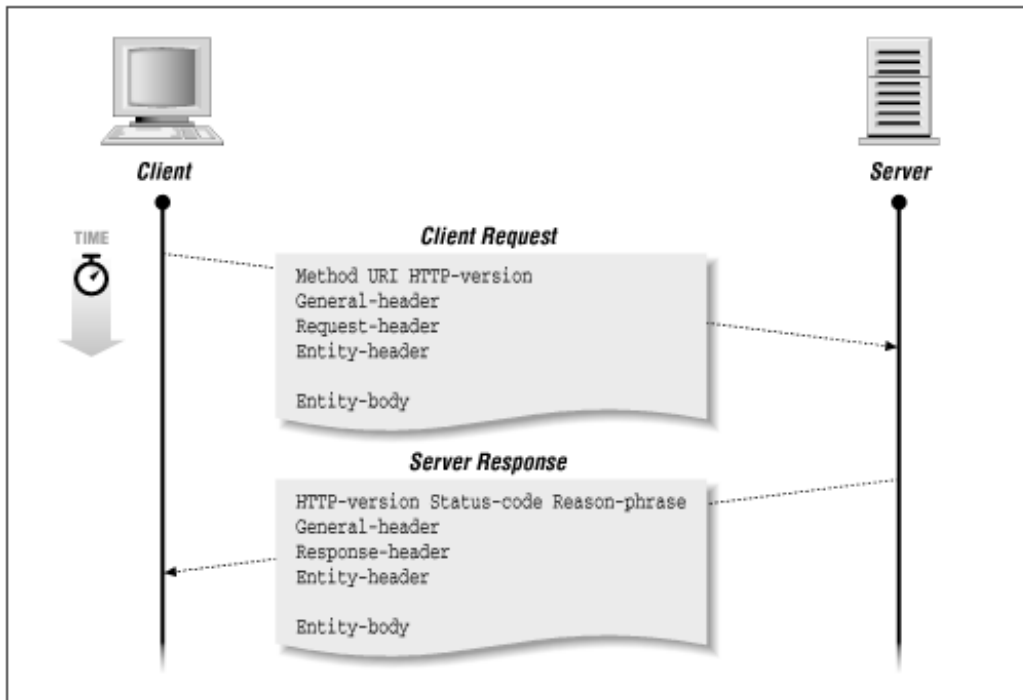 Client
Server
TIME
Client Request
Method URI HTTP-version
General-header
Request-header
Entity-header
Entity-body
Server Response
HTTP-version Status-code Reason-phrase
General-header
Response-header
Entity-header
Entity-body